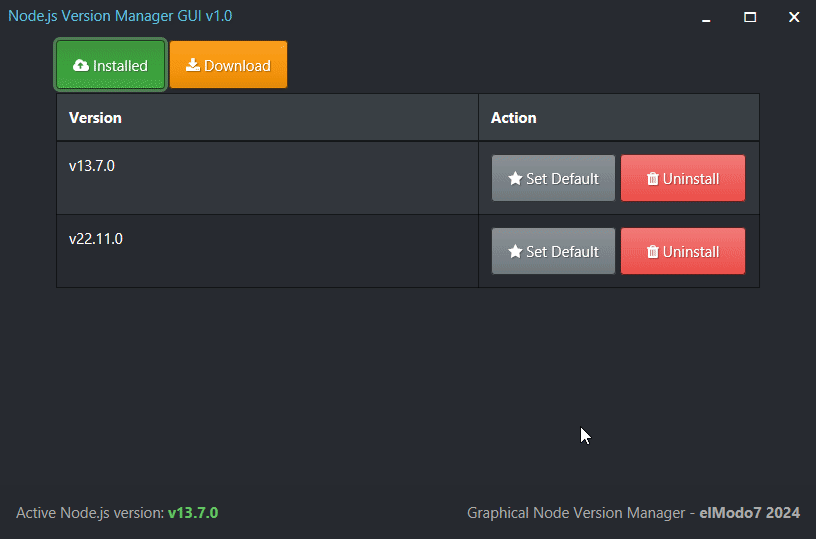 Node.js Version Manager GUI v1.0
Installed Download
Version Action
v13.7.0 Set Default Uninstall
v22.11.0 Set Default Uninstall
Active Node.js version: v13.7.0 Graphical Node Version Manager - elModo7 2024